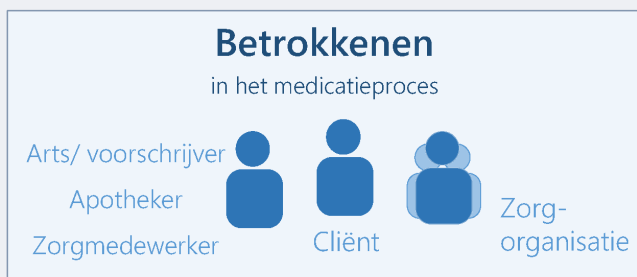 Betrokkenen
in het medicatieproces
Arts/ voorschrijver
Apotheker
Zorgmedewerker
Cliënt
Zorg-
organisatie